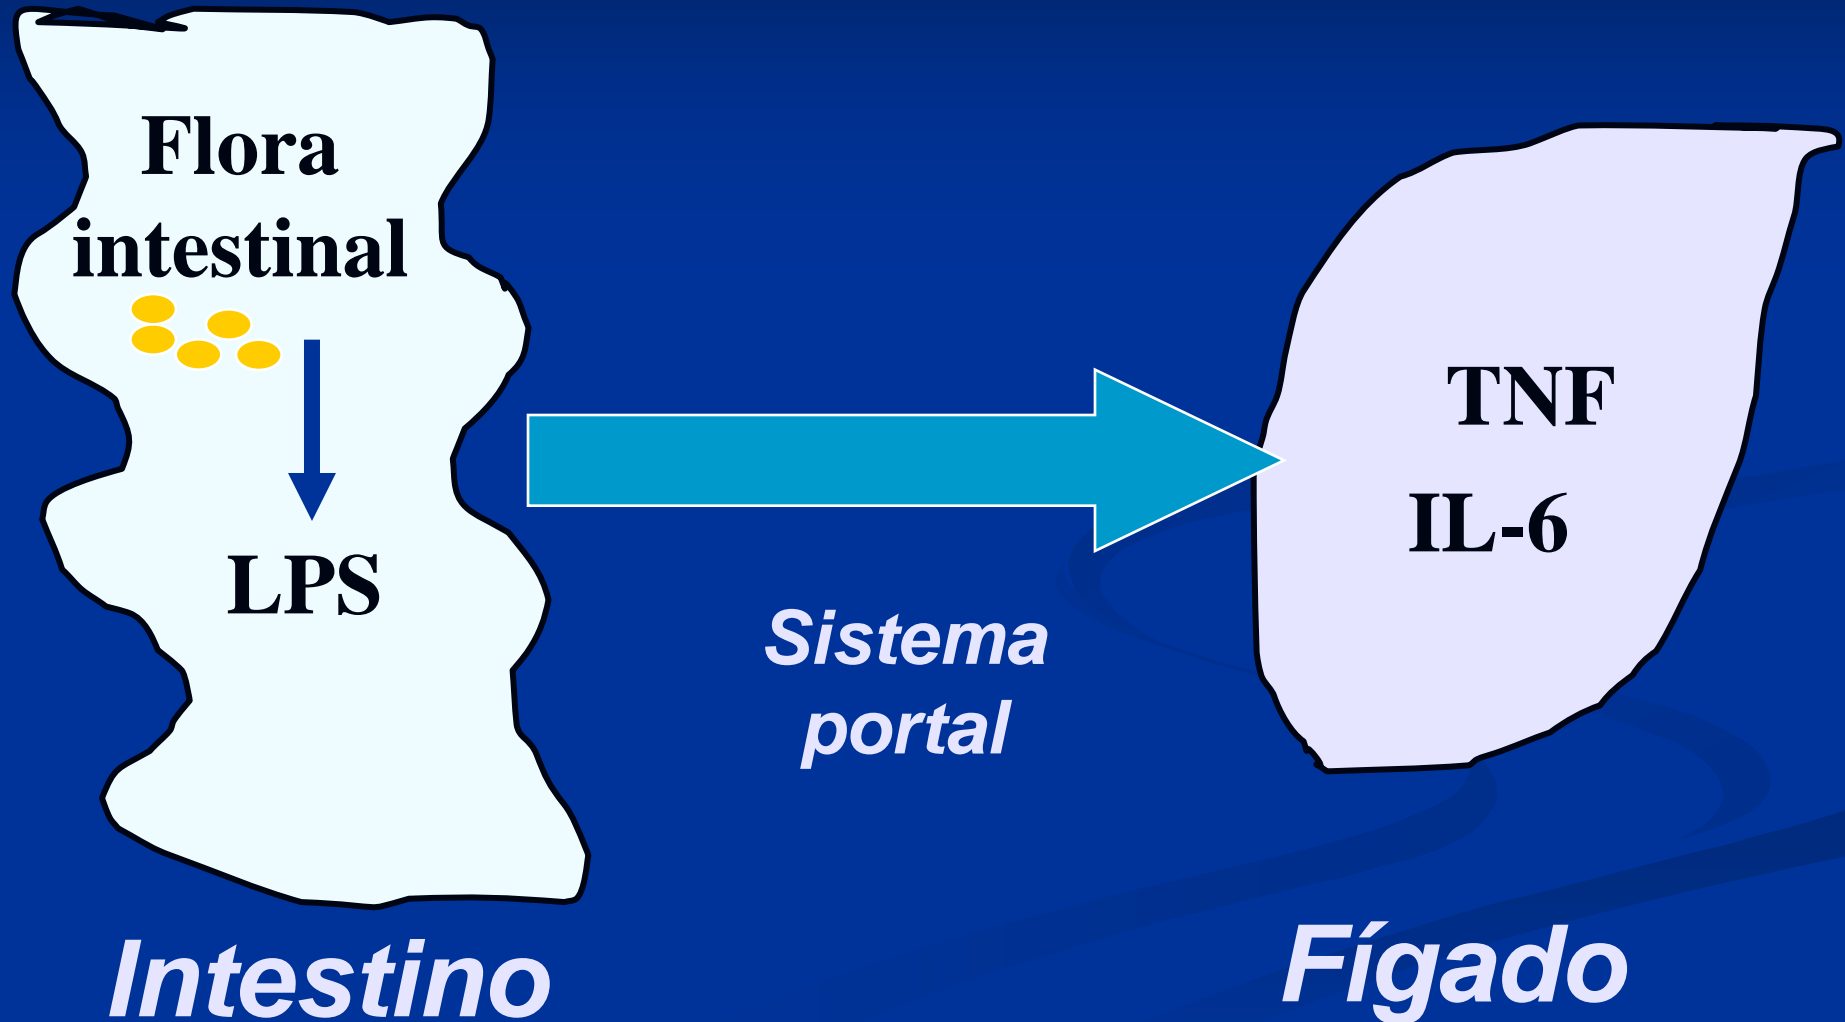 Flora
intestinal
LPS
Sistema
portal
TNF
IL-6
Intestino
Fígado